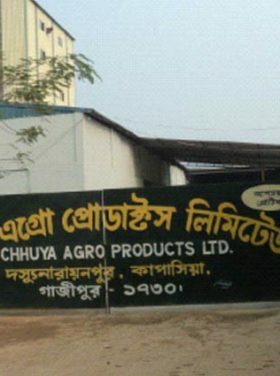 এগ্রো প্রোডাক্টস লিমিটেড
CHHUYA AGRO PRODUCTS LTD.
দস্যুনারায়নপুর, কাপাসিয়া,
গাজীপুর - ১৭৩০।